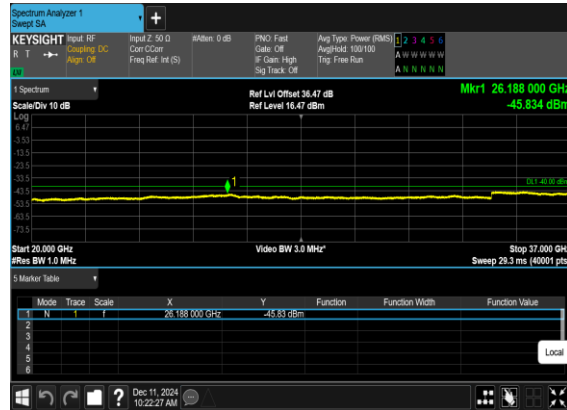 Spectrum Analyzer 1
Swept SA
KEYSIGHT
R T
Input: RF
Coupling: DC
Align: Off
Input Z: 50 Ω
Corr CCorr
Freq Ref: Int (S)
#Atten: 0 dB
PNO: Fast
Gate: Off
IF Gain: High
Sig Track: Off
Avg Type: Power (RMS)
Avg|Hold: 100/100
Trig: Free Run
1 2 3 4 5 6
A W W W W W
A N N N N N
1 Spectrum
Scale/Div 10 dB
Ref Lvl Offset 36.47 dB
Ref Level 16.47 dBm
Mkr1 26.188 000 GHz
-45.834 dBm
Log
6.47
-3.53
-13.5
-23.5
-33.5
-43.5
-53.5
-63.5
-73.5
1
DL1 -40.00 dBm
Start 20.000 GHz
#Res BW 1.0 MHz
Video BW 3.0 MHz*
Stop 37.000 GHz
Sweep 29.3 ms (40001 pts)
5 Marker Table
Mode Trace Scale X Y Function Function Width Function Value
1 N 1 f 26.188 000 GHz -45.83 dBm
2
3
4
5
6
Local
?
Dec 11, 2024
10:22:27 AM